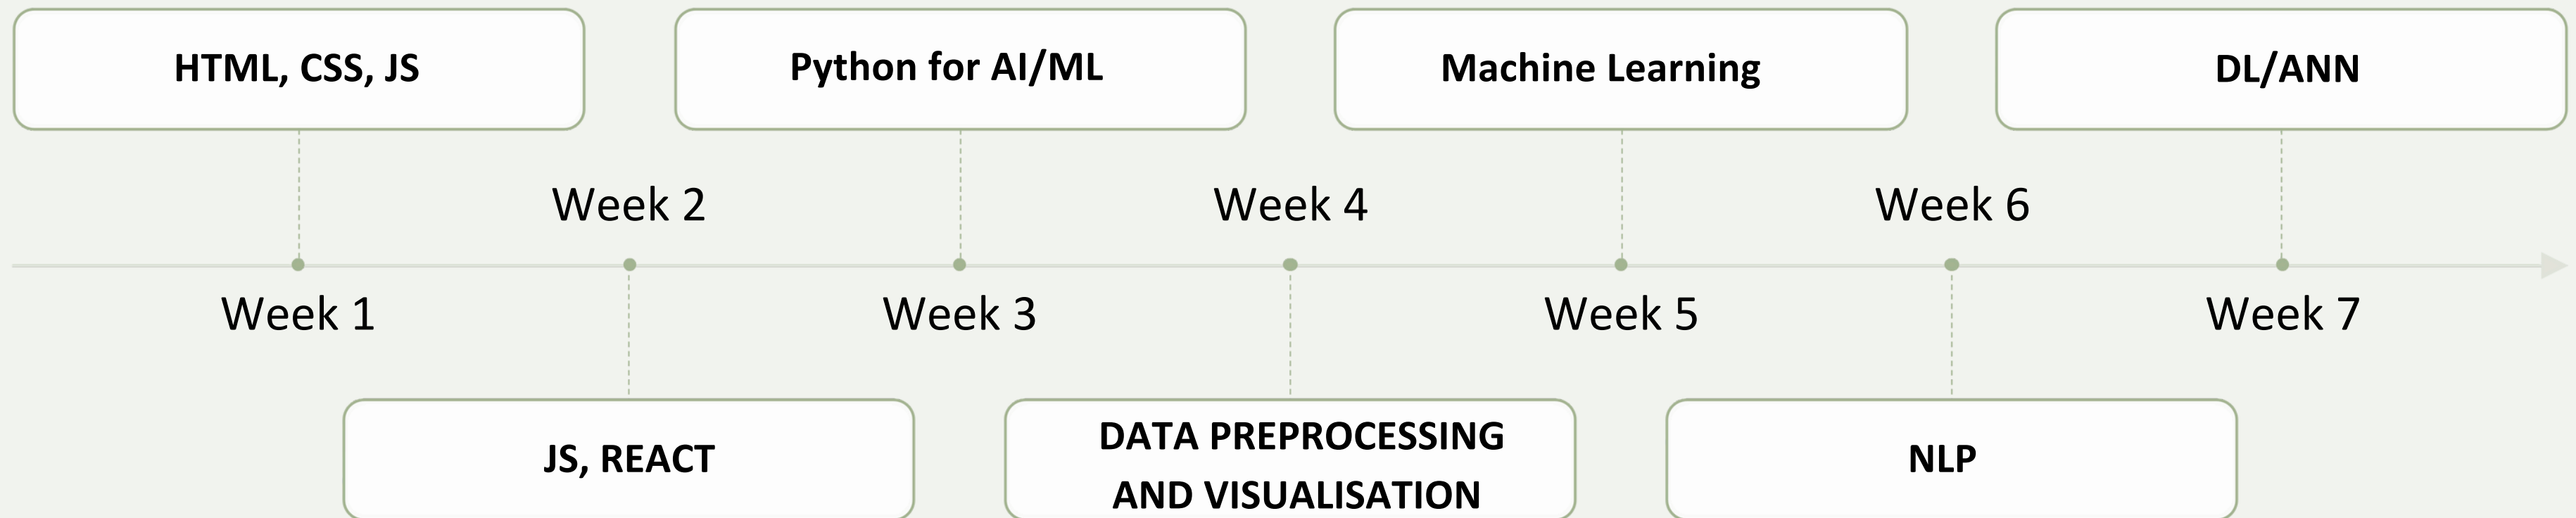 HTML, CSS, JS
Python for AI/ML
Machine Learning
DL/ANN
Week 2
Week 4
Week 6
Week 1
Week 3
Week 5
Week 7
JS, REACT
DATA PREPROCESSING
AND VISUALISATION
NLP